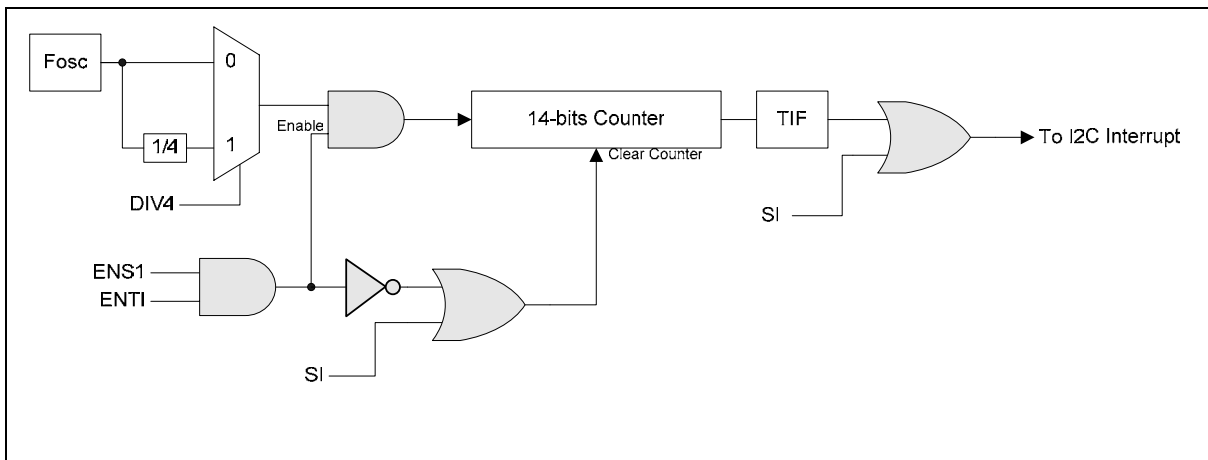 Fosc
0
1/4
1
Enable
DIV4
14-bits Counter
Clear Counter
TIF
SI
To I2C Interrupt
ENS1
ENTI
SI